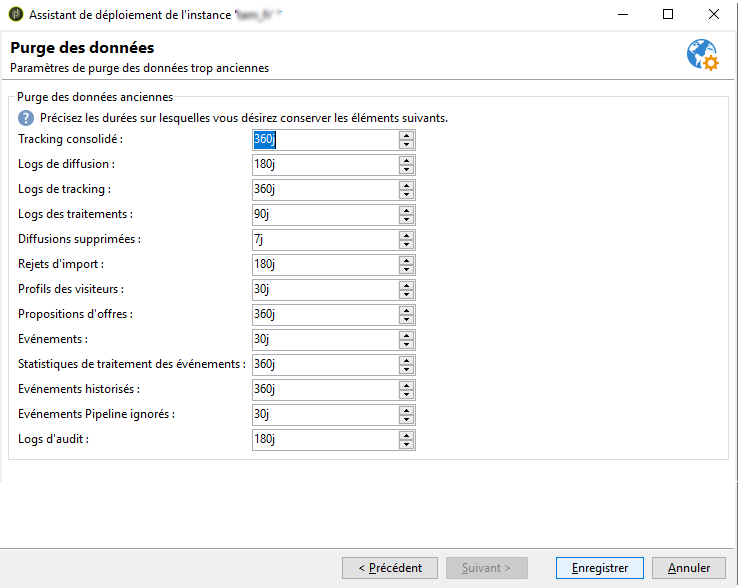 Assistant de déploiement de l'instance
Purge des données
Paramètres de purge des données trop anciennes
Purge des données anciennes
? Précisez les durées sur lesquelles vous désirez conserver les éléments suivants.
Tracking consolidé : 360j
Logs de diffusion : 180j
Logs de tracking : 360j
Logs des traitements : 90j
Diffusions supprimées : 7j
Rejets d'import : 180j
Profils des visiteurs : 30j
Propositions d'offres : 360j
Evénements : 30j
Statistiques de traitement des événements : 360j
Evénements historisés : 360j
Evénements Pipeline ignorés : 30j
Logs d'audit : 180j
< Précédent Suivant > Enregistrer Annuler